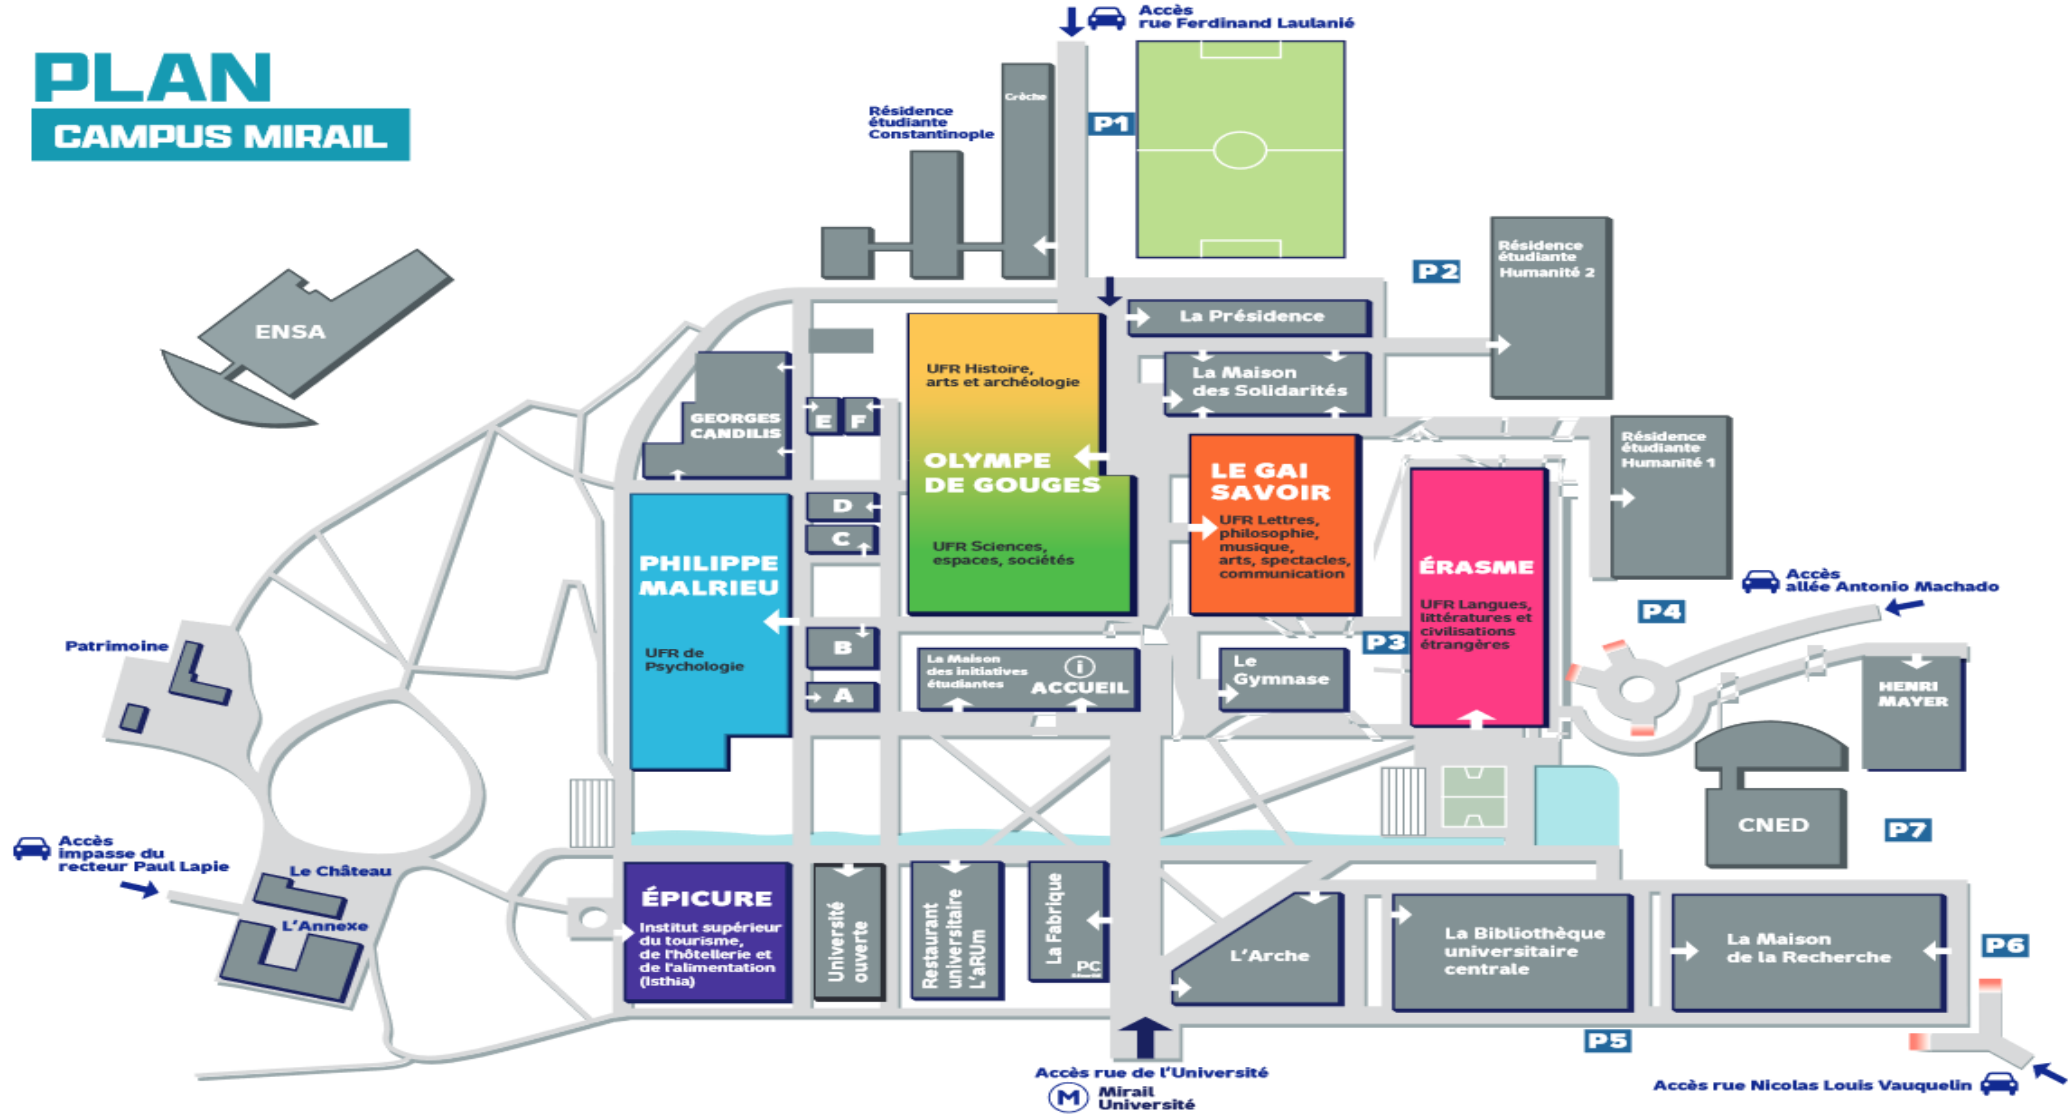 PLAN
CAMPUS MIRAIL
Accès
rue Ferdinand Laulanié
Crèche
Résidence
étudiante
Constantinople
P1
P2
Résidence
étudiante
Humanité 2
ENSA
La Présidence
La Maison
des Solidarités
UFR Histoire,
arts et archéologie
OLYMPE
DE GOUGES
UFR Sciences,
espaces, sociétés
GEORGES
CANDILIS
E
F
D
C
B
A
LE GAI
SAVOIR
UFR Lettres,
philosophie,
musique,
arts, spectacles,
communication
ÉRASME
UFR Langues,
littératures et
civilisations
étrangères
Résidence
étudiante
Humanité 1
PHILIPPE
MALRIEU
UFR de
Psychologie
Accès
allée Antonio Machado
P4
P3
Patrimoine
La Maison
des initiatives
étudiantes
i
ACCUEIL
Le
Gymnase
HENRI
MAYER
CNED
P7
Accès
impasse du
recteur Paul Lapie
Le Château
L'Annexe
ÉPICURE
Institut supérieur
du tourisme,
de l'hôtellerie et
de l'alimentation
(Isthia)
Université
ouverte
Restaurant
universitaire
L'aRUm
La Fabrique
PC
L'Arche
La Bibliothèque
universitaire
centrale
La Maison
de la Recherche
P6
P5
Accès rue de l'Université
M
Mirail
Université
Accès rue Nicolas Louis Vauquelin